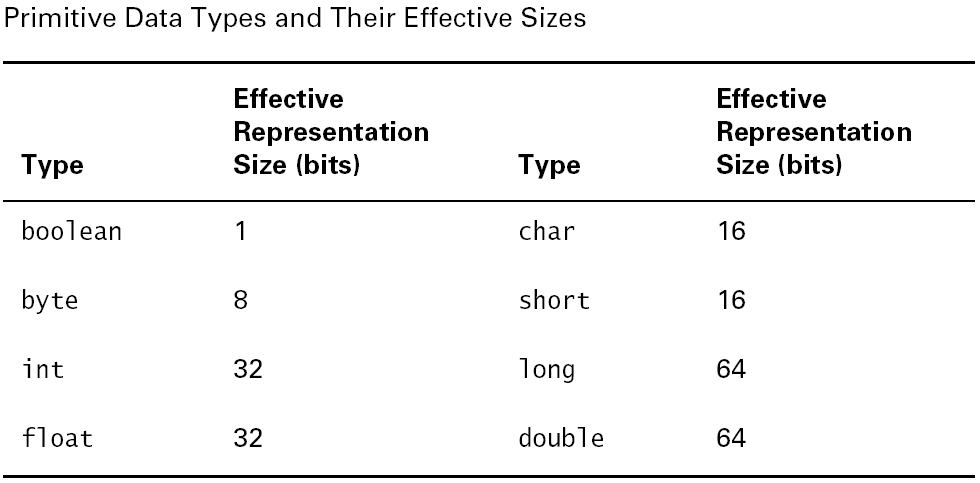 Primitive Data Types and Their Effective Sizes
Effective Effective
Representation Representation
Type Size (bits) Type Size (bits)
boolean 1 char 16
byte 8 short 16
int 32 long 64
float 32 double 64